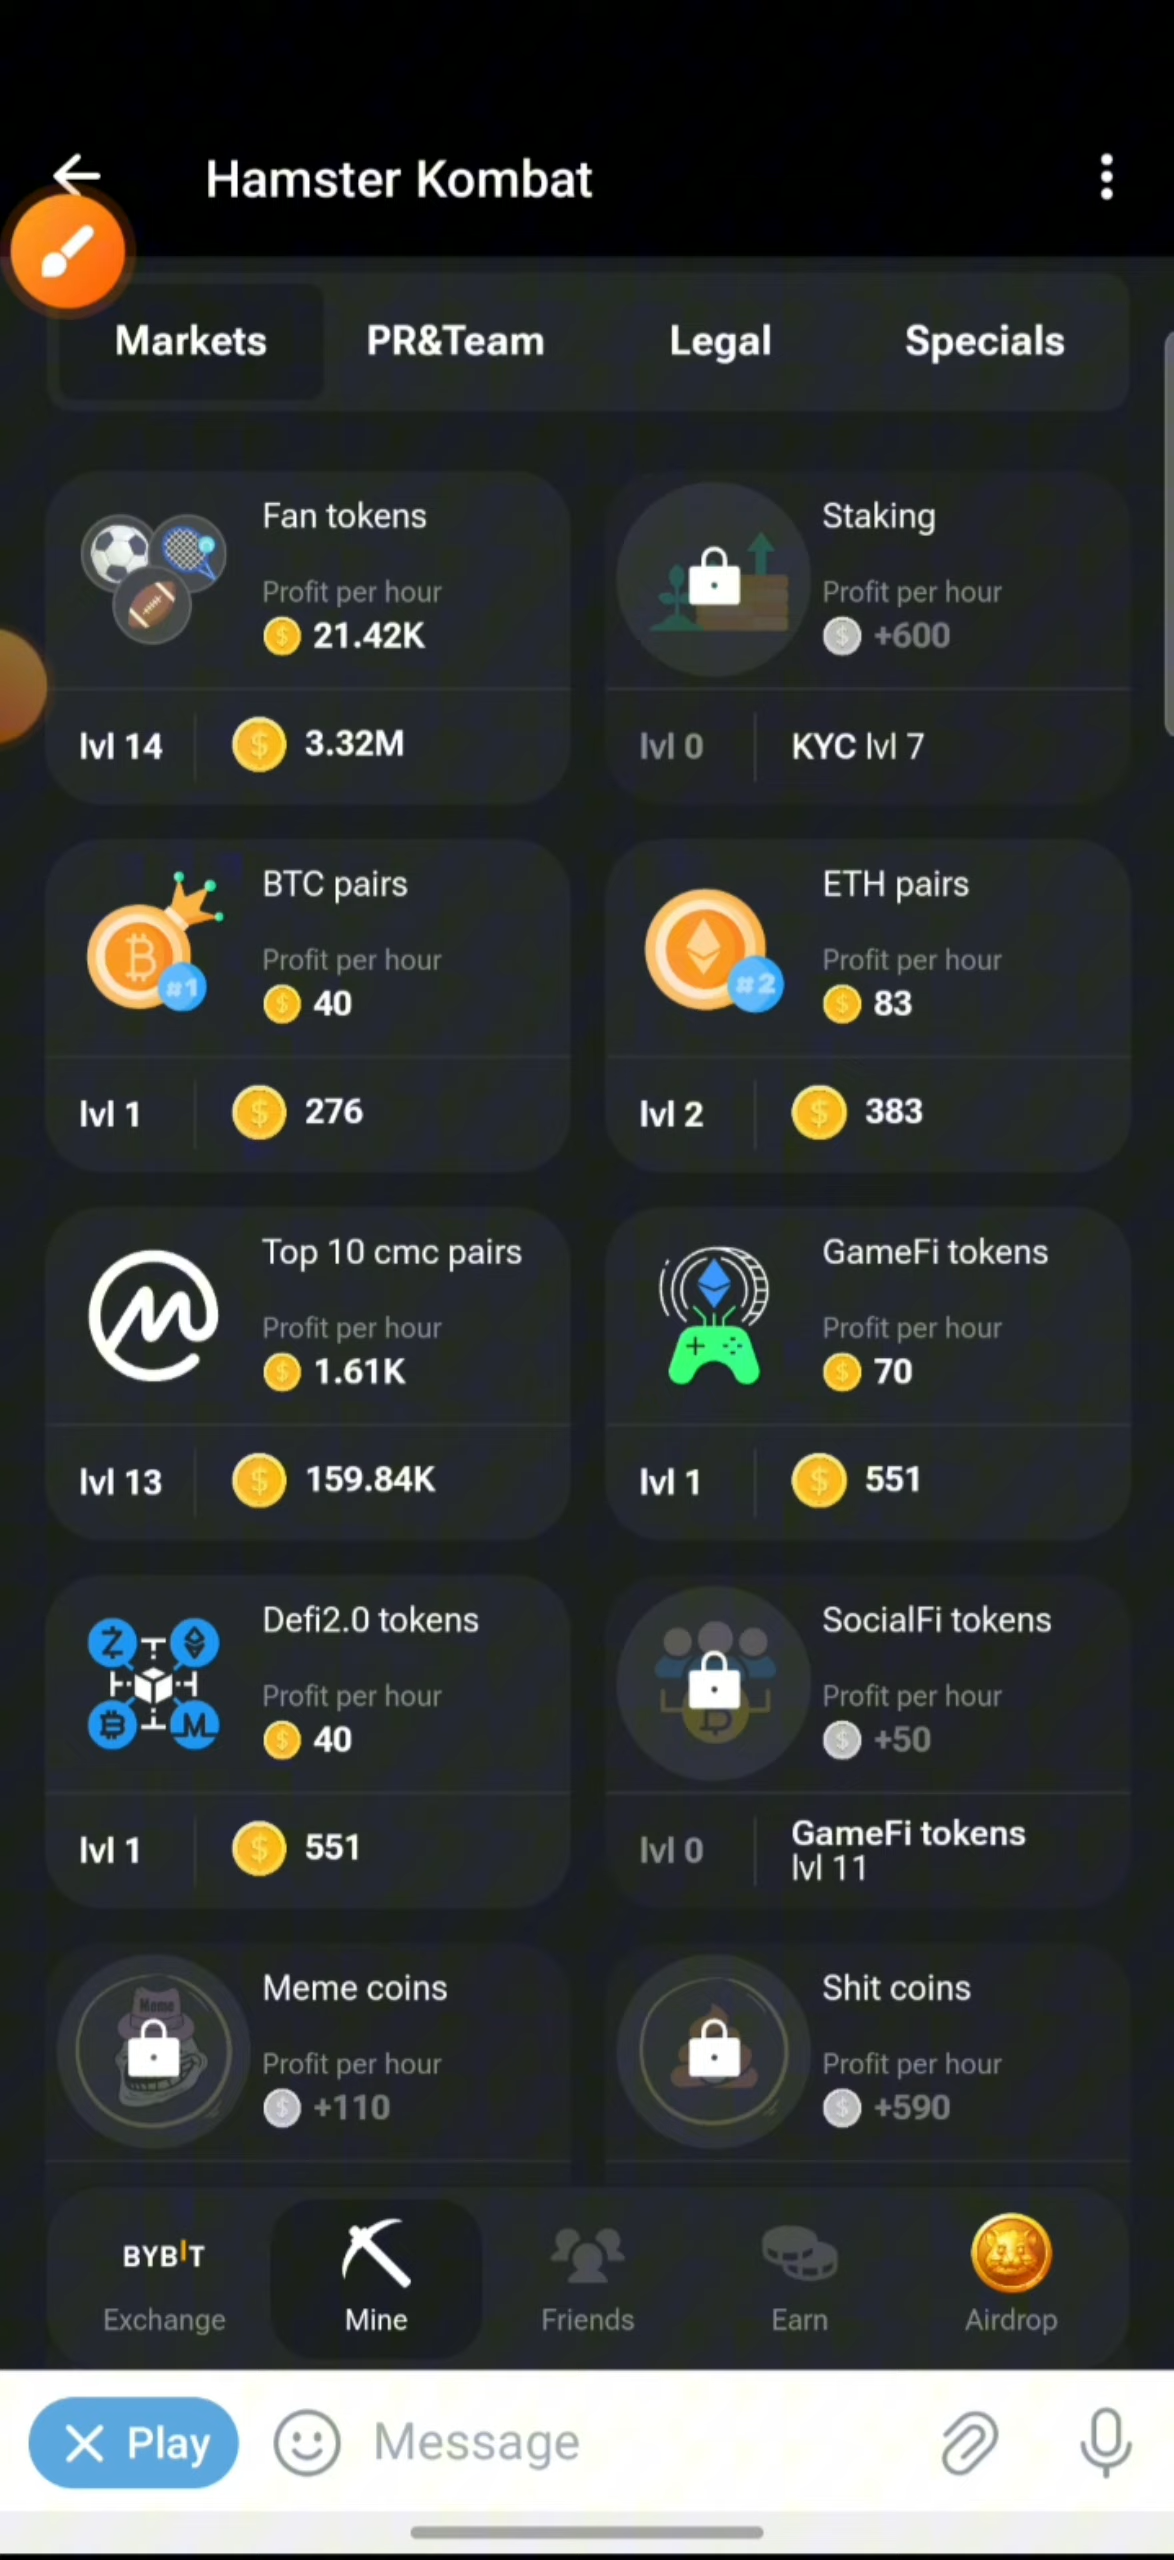 Hamster Kombat
Markets
PR&Team
Legal
Specials
Fan tokens
Profit per hour
21.42K
lvl 14
3.32M
Staking
Profit per hour
+600
lvl 0
KYC lvl 7
BTC pairs
#1
Profit per hour
40
lvl 1
276
ETH pairs
#2
Profit per hour
83
lvl 2
383
Top 10 cmc pairs
Profit per hour
1.61K
lvl 13
159.84K
GameFi tokens
Profit per hour
70
lvl 1
551
Defi2.0 tokens
Profit per hour
40
lvl 1
551
SocialFi tokens
Profit per hour
+50
lvl 0
GameFi tokens
lvl 11
Meme coins
Meme
Profit per hour
+110
Shit coins
Profit per hour
+590
BYBIT
Exchange
Mine
Friends
Earn
Airdrop
Play
Message